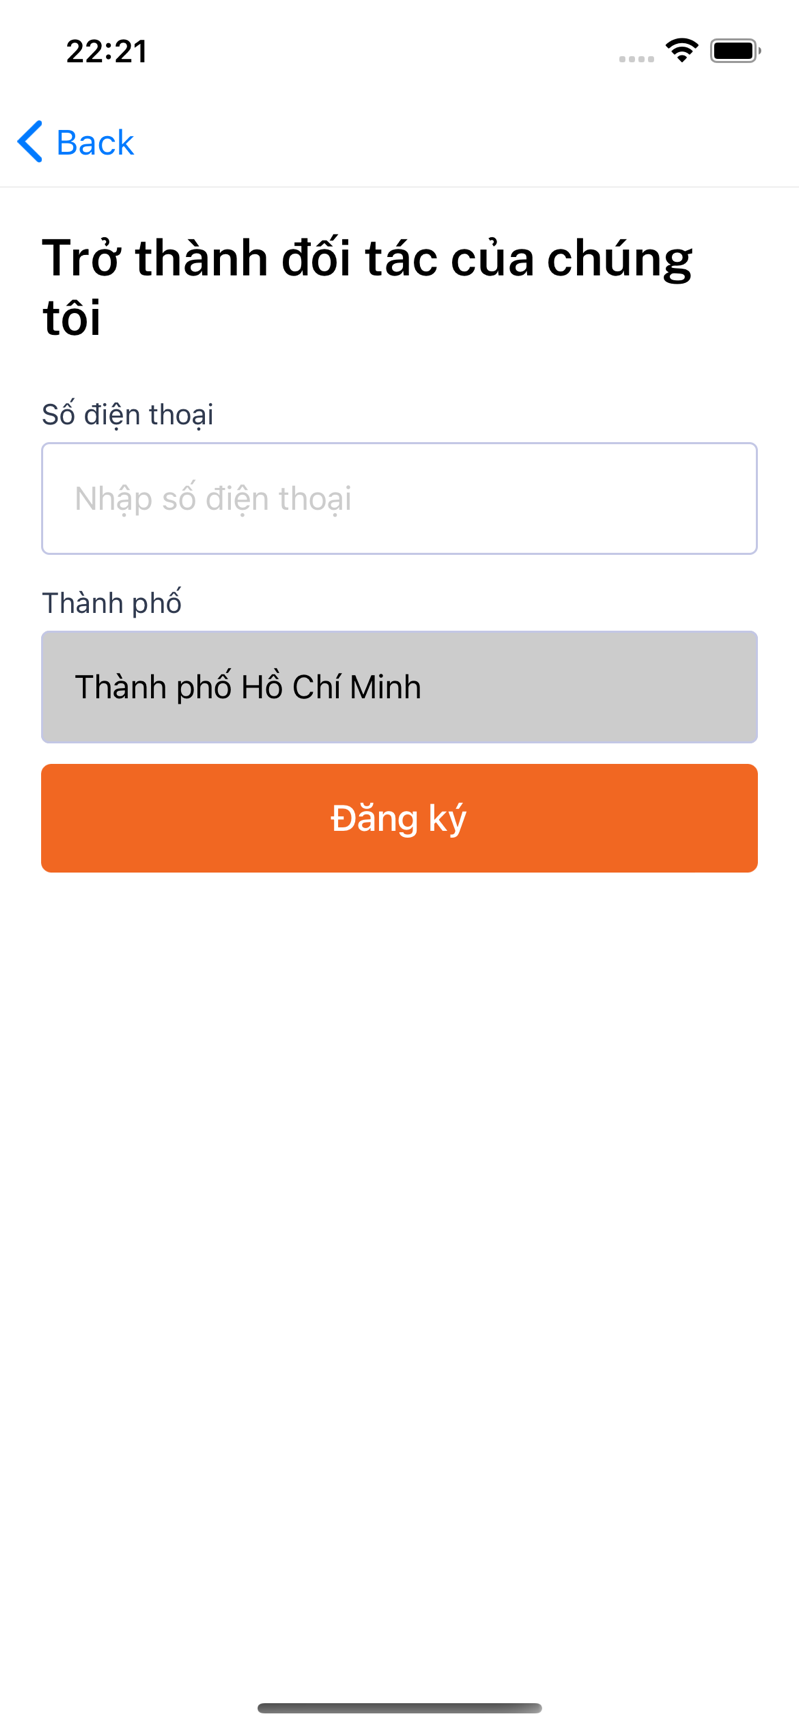 22:21
Back
Trở thành đối tác của chúng
tôi
Số điện thoại
Nhập số điện thoại
Thành phố
Thành phố Hồ Chí Minh
Đăng ký